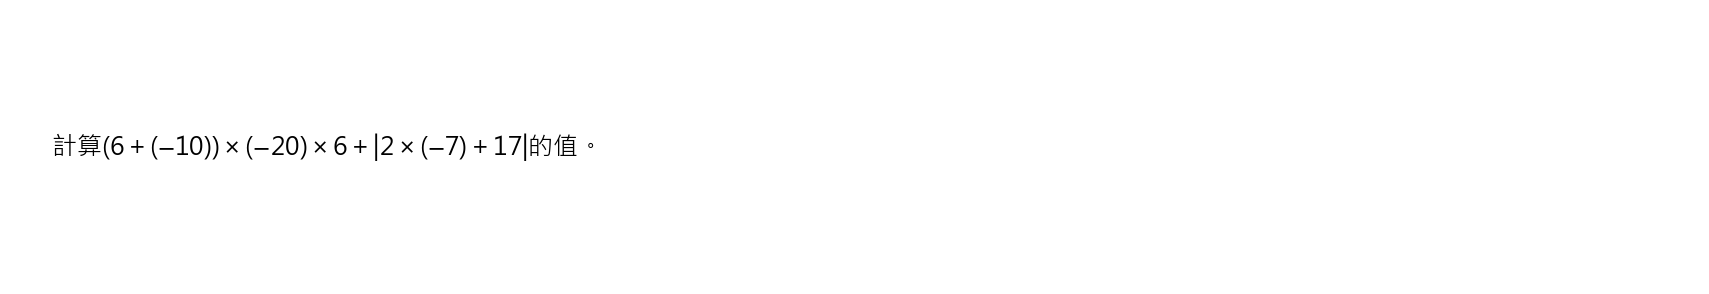 計算(6 + (−10)) × (−20) × 6 + |2 × (−7) + 17|的值。